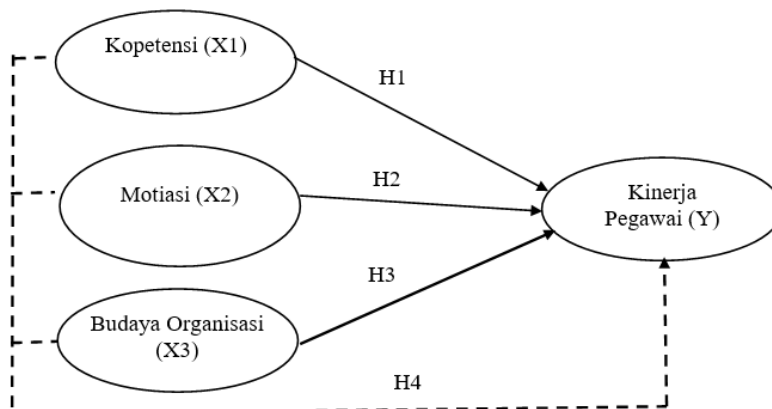 Kopetensi (X1)
H1
Motiasi (X2)
H2
Kinerja
Pegawai (Y)
H3
Budaya Organisasi
(X3)
H4